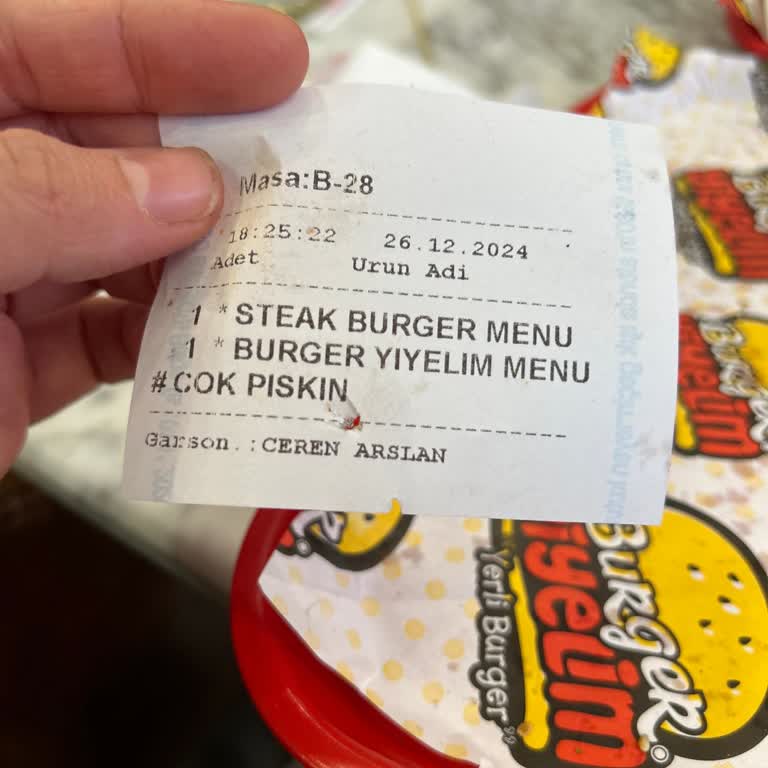 Masa:B-28
18:25:22 26.12.2024
Adet Urun Adi
1 * STEAK BURGER MENU
1 * BURGER YIYELIM MENU
# COK PISKIN
Garson. :CEREN ARSLAN
Burger
Yiyelim
Yerli Burger